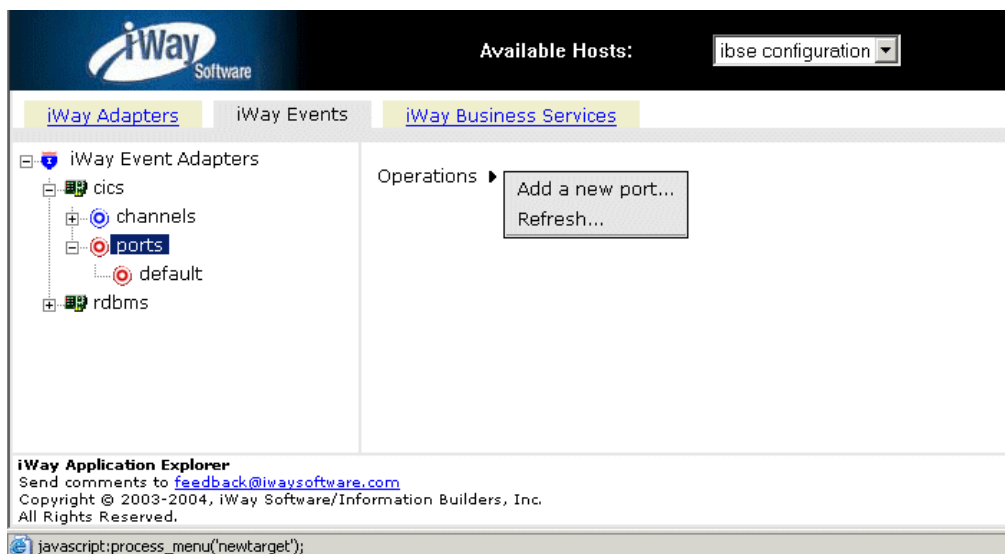 iWay
Software
Available Hosts:
ibse configuration
iWay Adapters
iWay Events
iWay Business Services
iWay Event Adapters
cics
channels
ports
default
rdbms
Operations
Add a new port...
Refresh...
iWay Application Explorer
Send comments to feedback@iwaysoftware.com
Copyright © 2003-2004, iWay Software/Information Builders, Inc.
All Rights Reserved.
javascript:process_menu('newtarget');